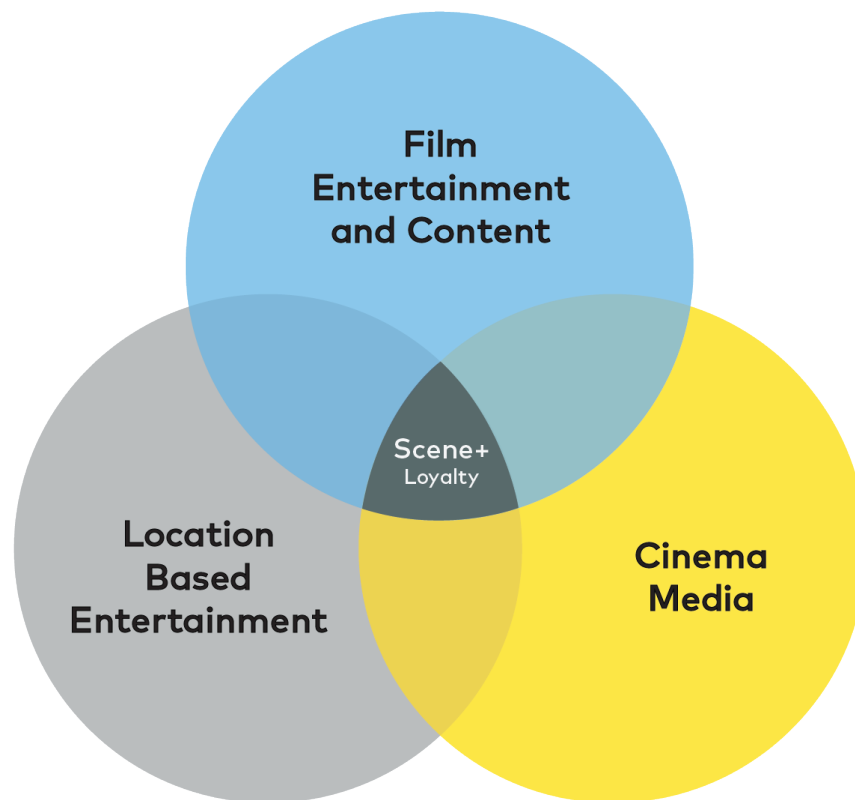 Film
Entertainment
and Content
Scene+
Loyalty
Location
Based
Entertainment
Cinema
Media